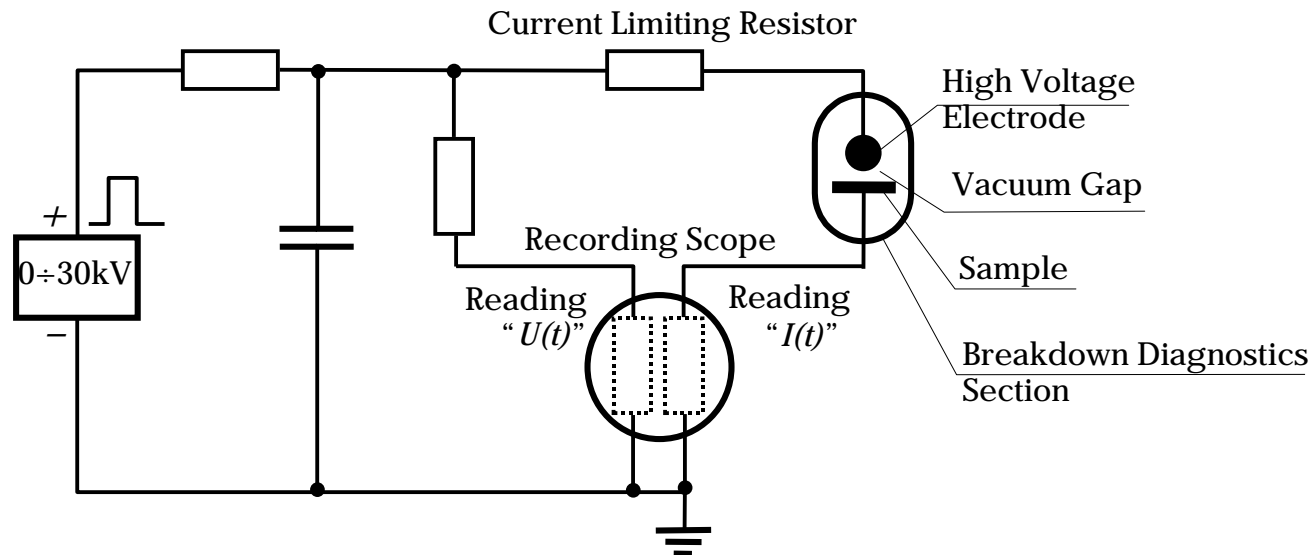 Current Limiting Resistor
High Voltage
Electrode
Vacuum Gap
+
0÷30kV
−
Recording Scope
Sample
Reading
“U(t)”
Reading
“I(t)”
Breakdown Diagnostics
Section